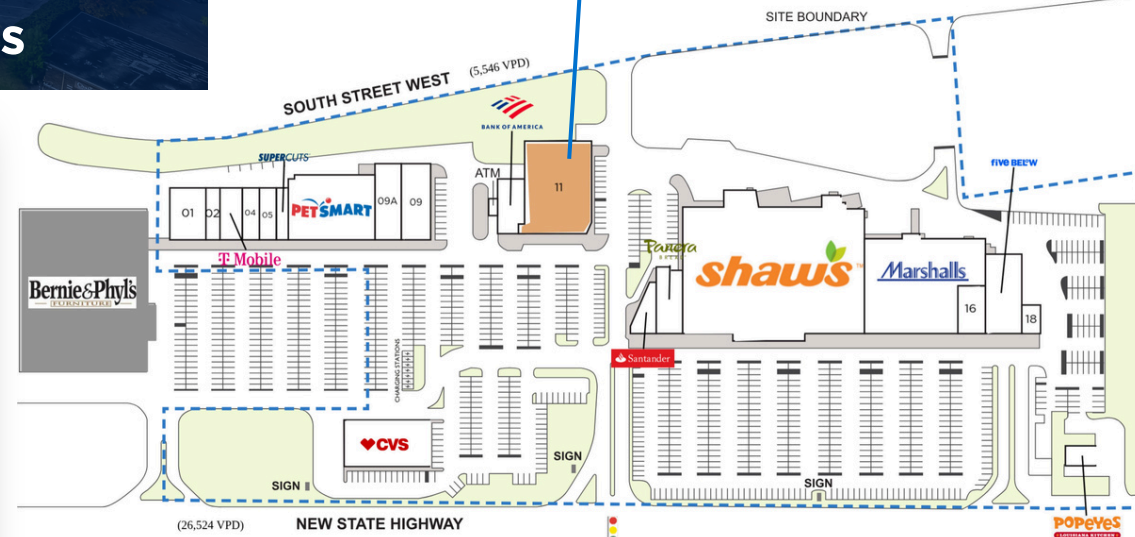 S
SITE BOUNDARY
SOUTH STREET WEST
(5,546 VPD)
BANK OF AMERICA
SUPERCUTS
ATM
11
five BEL°W
01
02
04
05
PETSMART
09A
09
T Mobile
Panera
BREAD
shaw's
Marshalls
16
18
Bernie&Phyl's
FURNITURE
Santander
CHARGING STATIONS
CVS
SIGN
SIGN
SIGN
(26,524 VPD)
NEW STATE HIGHWAY
POPEYES
LOUISIANA KITCHEN